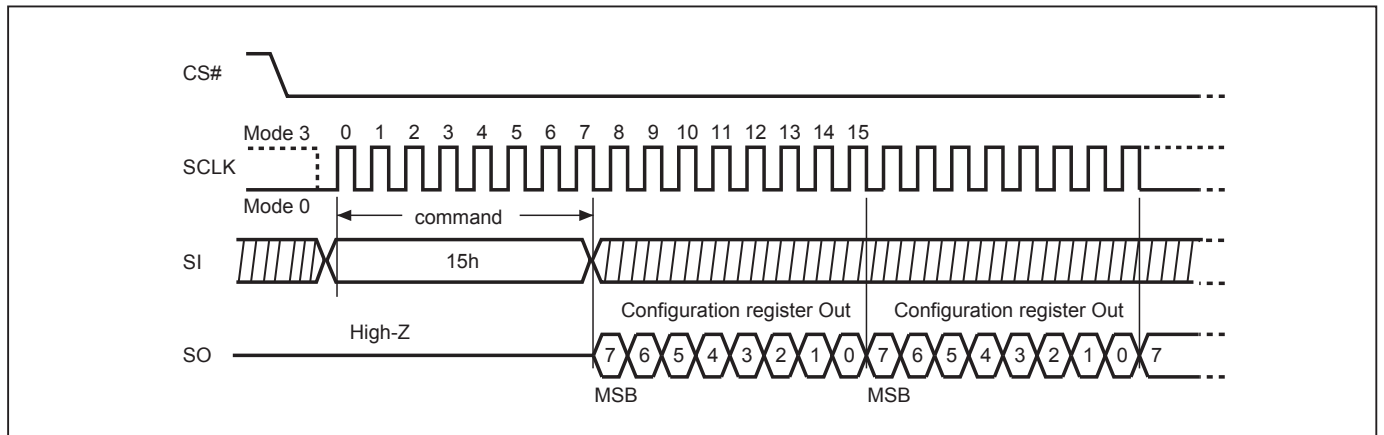 CS#
Mode 3 0 1 2 3 4 5 6 7 8 9 10 11 12 13 14 15
SCLK
Mode 0
command
SI 15h
Configuration register Out Configuration register Out
High-Z
SO 7 6 5 4 3 2 1 0 7 6 5 4 3 2 1 0 7
MSB MSB